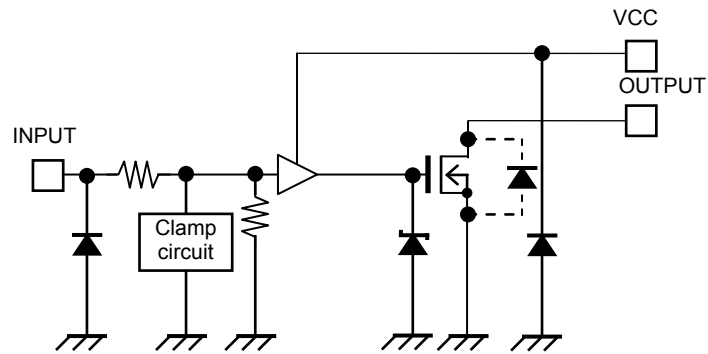 VCC
OUTPUT
INPUT
Clamp
circuit